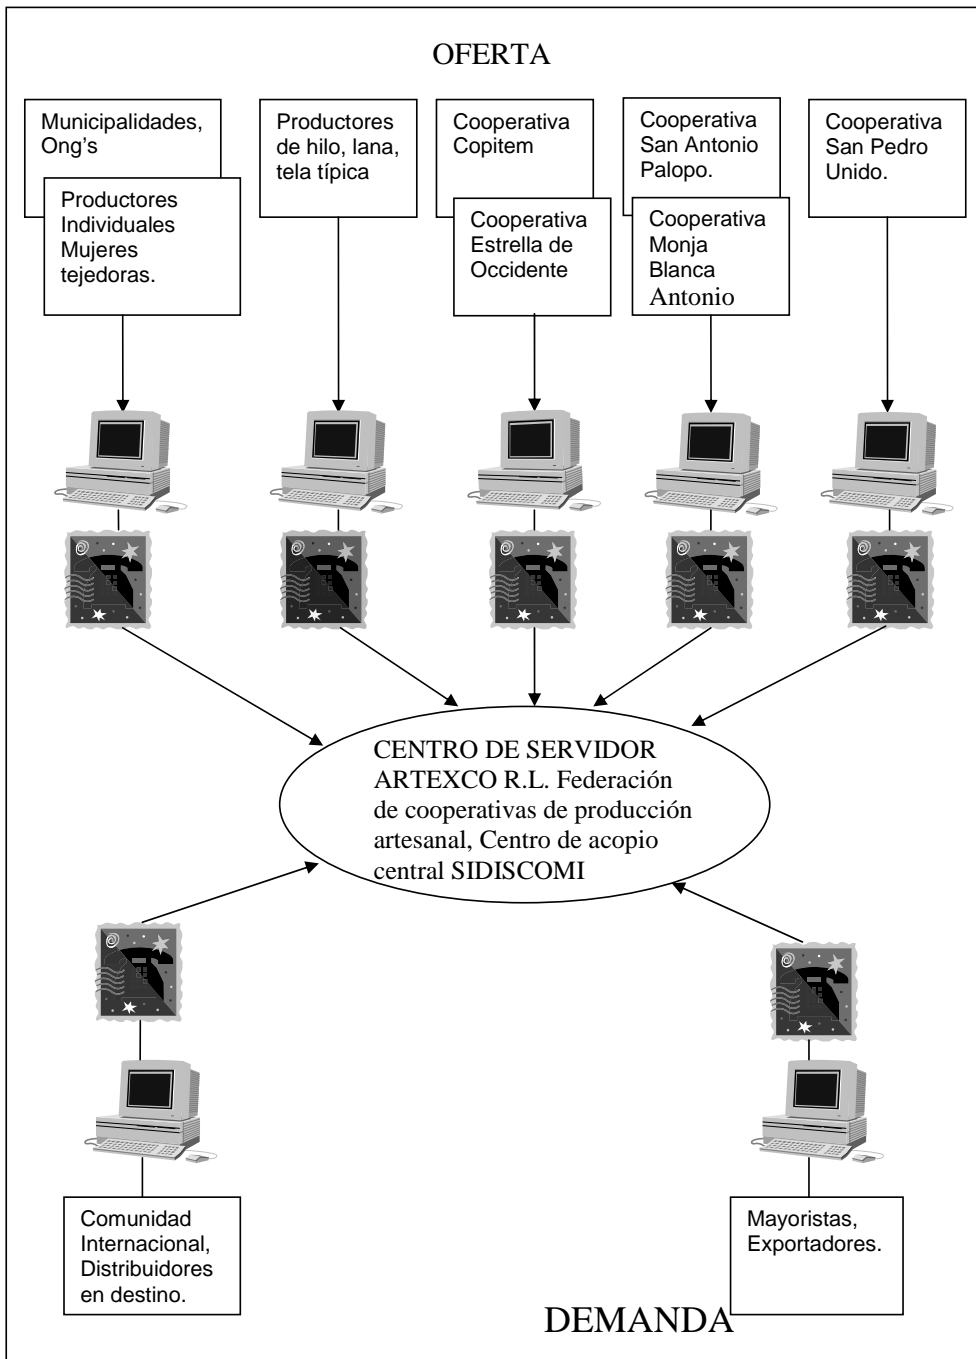 OFERTA
Municipalidades,
Ong's
Productores
Individuales
Mujeres
tejedoras.
Productores
de hilo, lana,
tela típica
Cooperativa
Copitem
Cooperativa
Estrella de
Occidente
Cooperativa
San Antonio
Palopo.
Cooperativa
Monja
Blanca
Antonio
Cooperativa
San Pedro
Unido.
CENTRO DE SERVIDOR
ARTEXCO R.L. Federación
de cooperativas de producción
artesanal, Centro de acopio
central SIDISCOMI
Comunidad
Internacional,
Distribuidores
en destino.
Mayoristas,
Exportadores.
DEMANDA